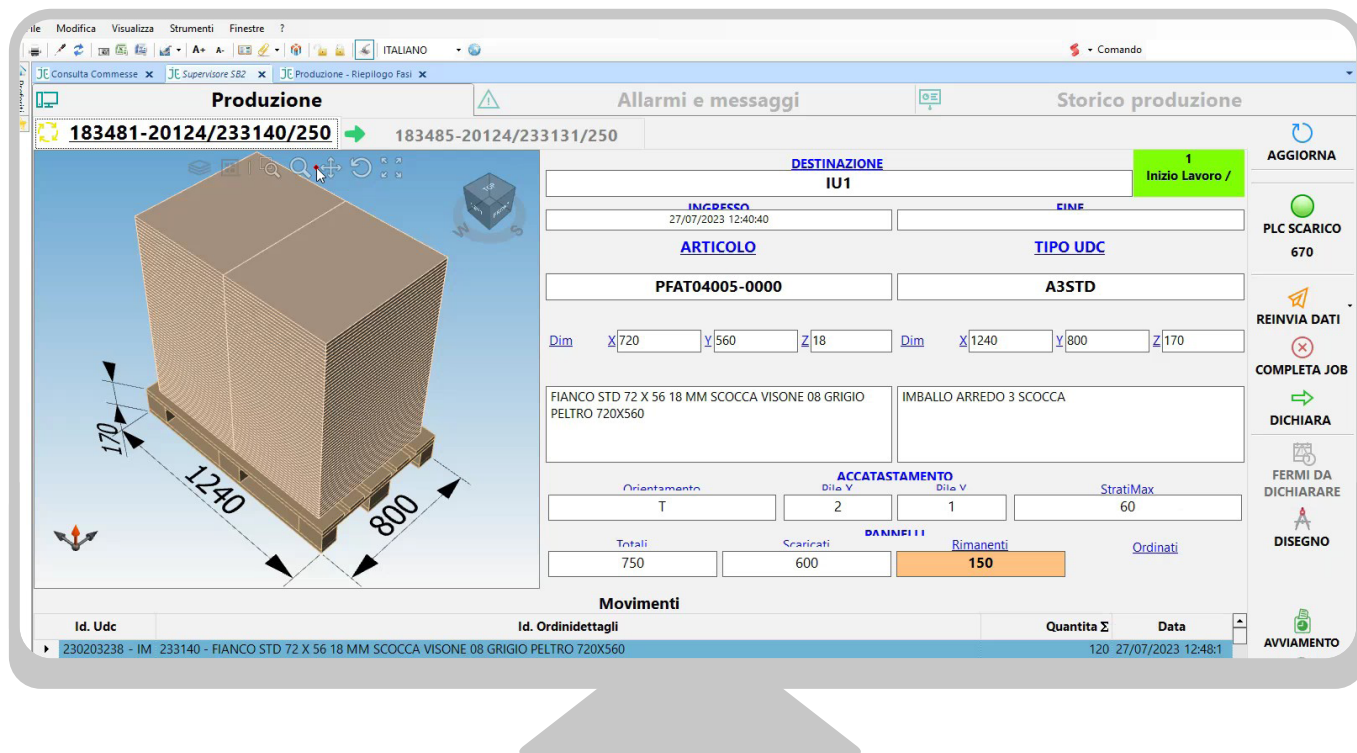 ile Modifica Visualizza Strumenti Finestre ?
A+ A- ITALIANO Comando
Consulta Commesse Supervisore SB2 Produzione - Riepilogo Fasi
Produzione Allarmi e messaggi Storico produzione
183481-20124/233140/250 183485-20124/233131/250
AGGIORNA
DESTINAZIONE
IU1
1
Inizio Lavoro /
INGRESSO FINE
27/07/2023 12:40:40
PLC SCARICO
670
ARTICOLO TIPO UDC
PFAT04005-0000 A3STD
REINVIA DATI
Dim X 720 Y 560 Z 18 Dim X 1240 Y 800 Z 170
COMPLETA JOB
FIANCO STD 72 X 56 18 MM SCOCCA VISONE 08 GRIGIO
PELTRO 720X560
IMBALLO ARREDO 3 SCOCCA
DICHIARA
TOP
S
170
1240
800
ACCATASTAMENTO
FERMI DA
DICHIARARE
Orientamento Pile X Pile Y StratiMax
T 2 1 60
PANNELLI
DISEGNO
Totali Scaricati Rimanenti Ordinati
750 600 150
Movimenti
Id. Udc Id. Ordinidettagli Quantita Σ Data
230203238 - IM 233140 - FIANCO STD 72 X 56 18 MM SCOCCA VISONE 08 GRIGIO PELTRO 720X560 120 27/07/2023 12:48:1
AVVIAMENTO